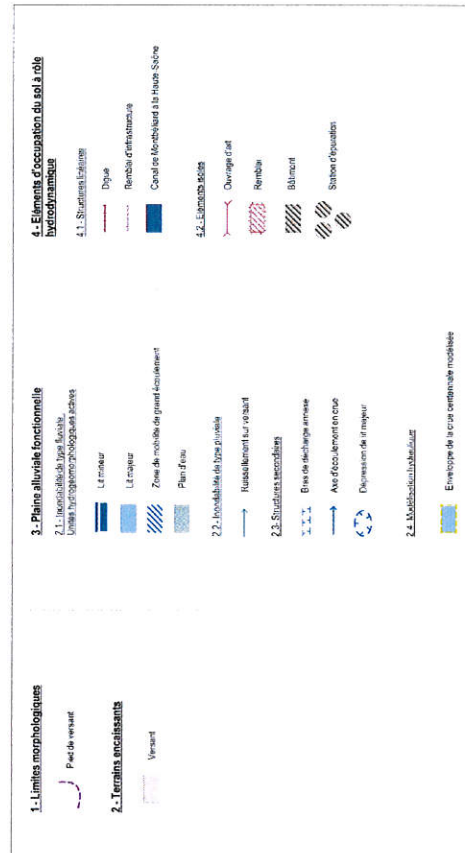 1 - Limites morphologiques
Pied de versant
2 - Terrains encaissants
Versant
3 - Plaine alluviale fonctionnelle
2.1 - Inondabilité de type fluviale :
Unités hydrogéomorphologiques actives
Lit mineur
Lit majeur
Zone de mobilité de grand écoulement
Plan d'eau
2.2 - Inondabilité de type pluviale
Ruissellement sur versant
2.3- Structures secondaires
Bras de décharge annexe
Axe d'écoulement en crue
Dépression de lit majeur
2.4- Modélisation hydraulique
Enveloppe de la crue centennale modélisée
4 - Eléments d'occupation du sol à rôle
hydrodynamique
4.1 - Structures linéaires
Digue
Remblai d'infrastructure
Canal de Montbéliard à la Haute-Saône
4.2 - Eléments isolés
Ouvrage d'art
Remblai
Bâtiment
Station d'épuration